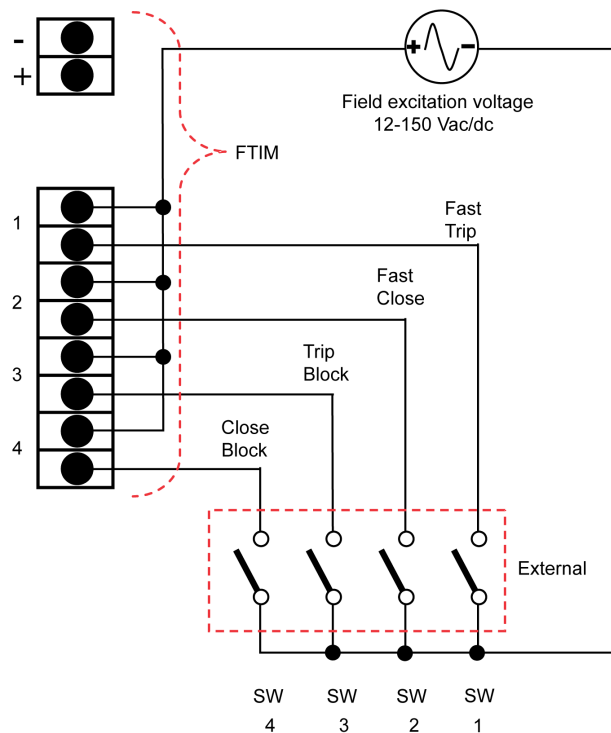 -
+
+ -
Field excitation voltage
12-150 Vac/dc
FTIM
1
2
3
4
Fast
Trip
Fast
Close
Trip
Block
Close
Block
External
SW SW SW SW
4 3 2 1